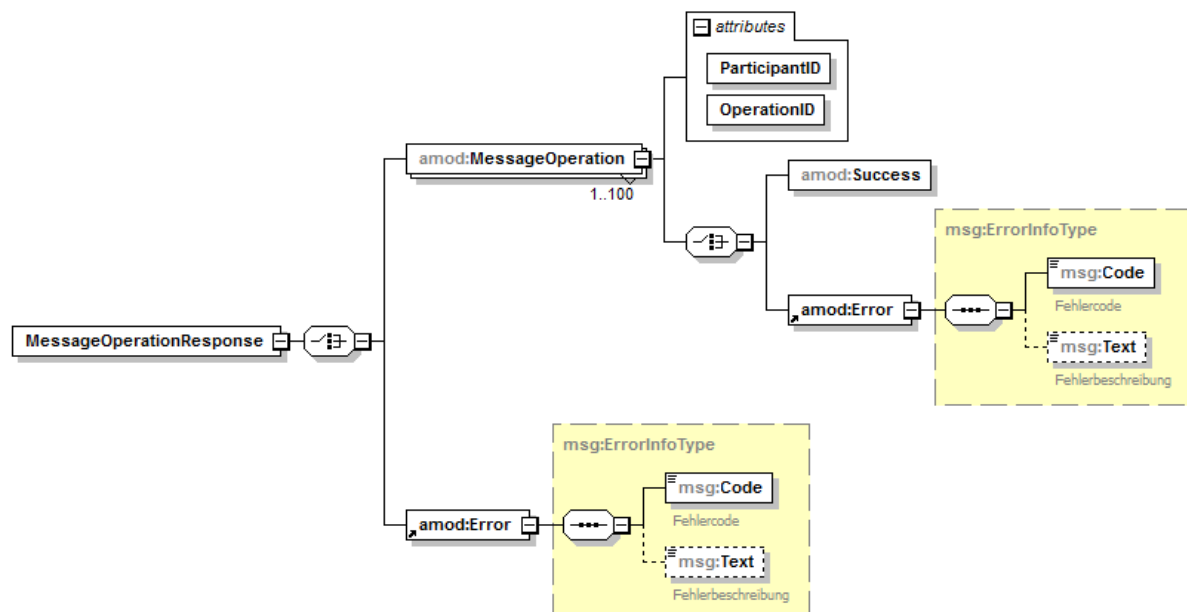 attributes
ParticipantID
OperationID
amod:MessageOperation
1..100
amod:Success
msg:ErrorInfoType
msg:Code
Fehlercode
amod:Error
msg:Text
Fehlerbeschreibung
MessageOperationResponse
msg:ErrorInfoType
msg:Code
Fehlercode
amod:Error
msg:Text
Fehlerbeschreibung